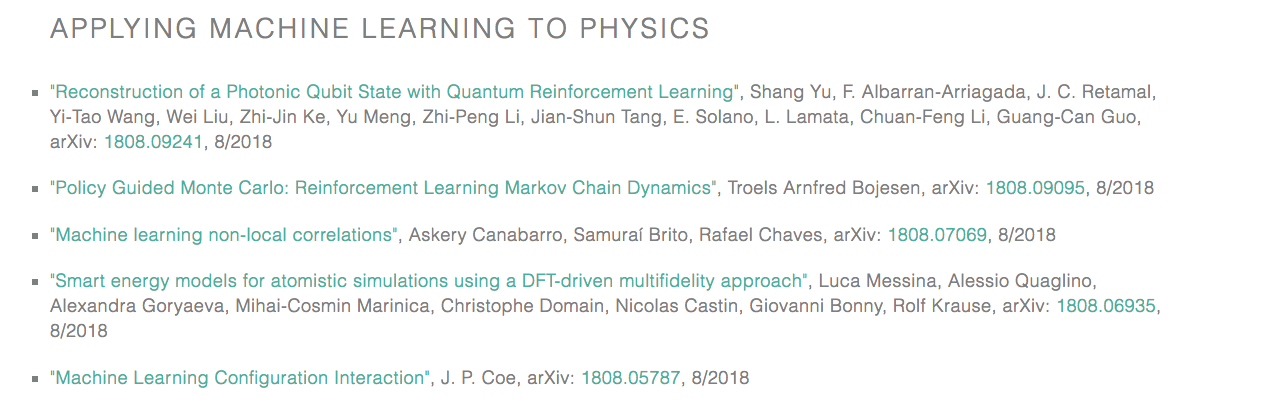 APPLYING MACHINE LEARNING TO PHYSICS
"Reconstruction of a Photonic Qubit State with Quantum Reinforcement Learning", Shang Yu, F. Albarran-Arriagada, J. C. Retamal,
Yi-Tao Wang, Wei Liu, Zhi-Jin Ke, Yu Meng, Zhi-Peng Li, Jian-Shun Tang, E. Solano, L. Lamata, Chuan-Feng Li, Guang-Can Guo,
arXiv: 1808.09241, 8/2018
"Policy Guided Monte Carlo: Reinforcement Learning Markov Chain Dynamics", Troels Arnfred Bojesen, arXiv: 1808.09095, 8/2018
"Machine learning non-local correlations", Askery Canabarro, Samuraí Brito, Rafael Chaves, arXiv: 1808.07069, 8/2018
"Smart energy models for atomistic simulations using a DFT-driven multifidelity approach", Luca Messina, Alessio Quaglino,
Alexandra Goryaeva, Mihai-Cosmin Marinica, Christophe Domain, Nicolas Castin, Giovanni Bonny, Rolf Krause, arXiv: 1808.06935,
8/2018
"Machine Learning Configuration Interaction", J. P. Coe, arXiv: 1808.05787, 8/2018